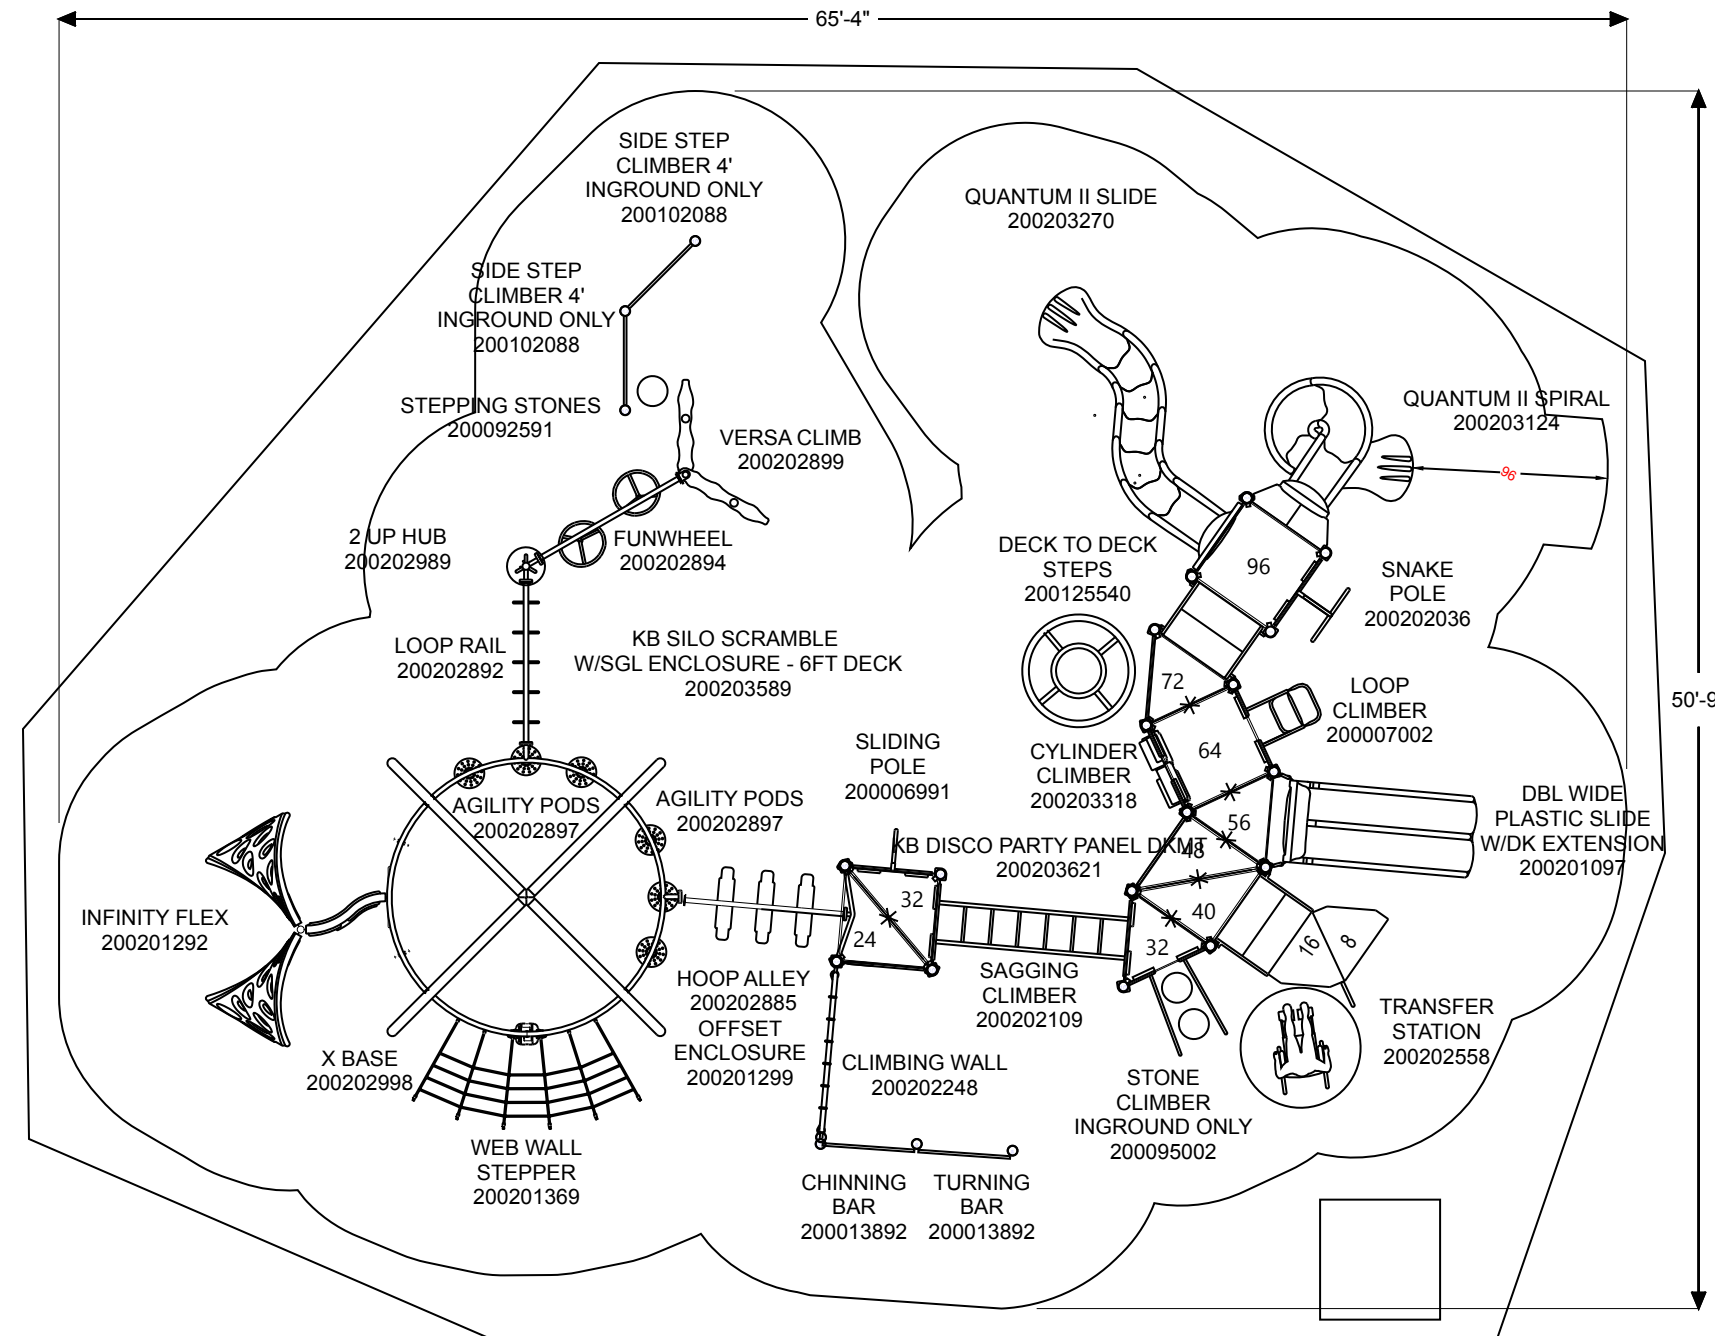 65'-4"
SIDE STEP
CLIMBER 4'
INGROUND ONLY
200102088
QUANTUM II SLIDE
200203270
SIDE STEP
CLIMBER 4'
INGROUND ONLY
200102088
STEPPING STONES
200092591
QUANTUM II SPIRAL
200203124
VERSA CLIMB
200202899
96
2 UP HUB
200202989
FUNWHEEL
200202894
DECK TO DECK
STEPS
200125540
96
SNAKE
POLE
200202036
LOOP RAIL
200202892
KB SILO SCRAMBLE
W/SGL ENCLOSURE - 6FT DECK
200203589
72
LOOP
CLIMBER
200007002
50'-9
SLIDING
POLE
200006991
CYLINDER
CLIMBER
200203318
64
AGILITY PODS
200202897
AGILITY PODS
200202897
DBL WIDE
PLASTIC SLIDE
W/DK EXTENSION
200201097
56
KB DISCO PARTY PANEL DKMT
200203621
48
32
24
40
32
INFINITY FLEX
200201292
16
8
HOOP ALLEY
200202885
OFFSET
ENCLOSURE
200201299
SAGGING
CLIMBER
200202109
TRANSFER
STATION
200202558
X BASE
200202998
CLIMBING WALL
200202248
STONE
CLIMBER
INGROUND ONLY
200095002
WEB WALL
STEPPER
200201369
CHINNING
BAR
200013892
TURNING
BAR
200013892